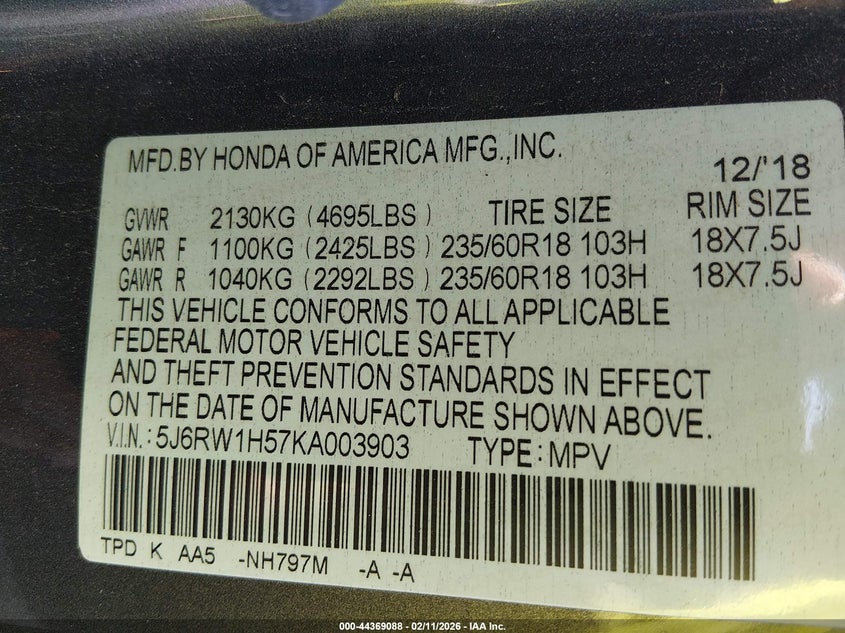 MFD.BY HONDA OF AMERICA MFG.,INC.
12/'18
GVWR 2130KG (4695LBS) TIRE SIZE RIM SIZE
GAWR F 1100KG (2425LBS) 235/60R18 103H 18X7.5J
GAWR R 1040KG (2292LBS) 235/60R18 103H 18X7.5J
THIS VEHICLE CONFORMS TO ALL APPLICABLE
FEDERAL MOTOR VEHICLE SAFETY
AND THEFT PREVENTION STANDARDS IN EFFECT
ON THE DATE OF MANUFACTURE SHOWN ABOVE.
V.I.N.: 5J6RW1H57KA003903 TYPE: MPV
TPD K AA5 -NH797M -A -A
000-44369088 - 02/11/2026 - IAA Inc.